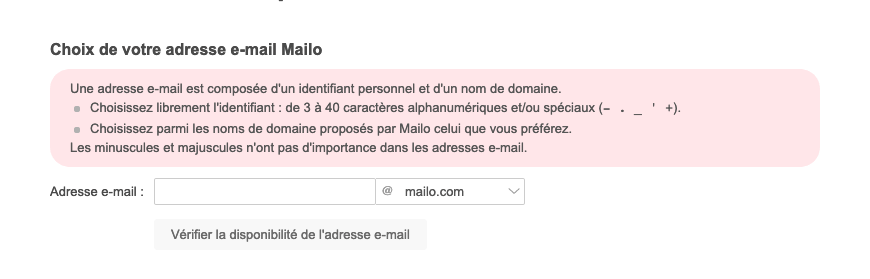 Choix de votre adresse e-mail Mailo
Une adresse e-mail est composée d'un identifiant personnel et d'un nom de domaine.
Choisissez librement l'identifiant : de 3 à 40 caractères alphanumériques et/ou spéciaux (- . _ ' +).
Choisissez parmi les noms de domaine proposés par Mailo celui que vous préférez.
Les minuscules et majuscules n'ont pas d'importance dans les adresses e-mail.
Adresse e-mail : @ mailo.com
Vérifier la disponibilité de l'adresse e-mail